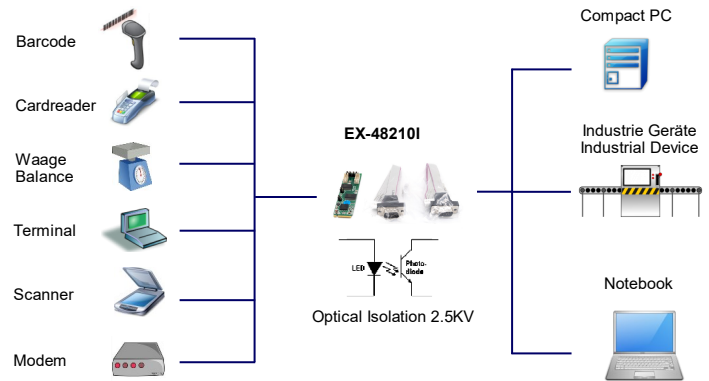 Barcode
Cardreader
Waage
Balance
Terminal
Scanner
Modem
EX-48210I
LED
Photo-
diode
Optical Isolation 2.5KV
Compact PC
Industrie Geräte
Industrial Device
Notebook